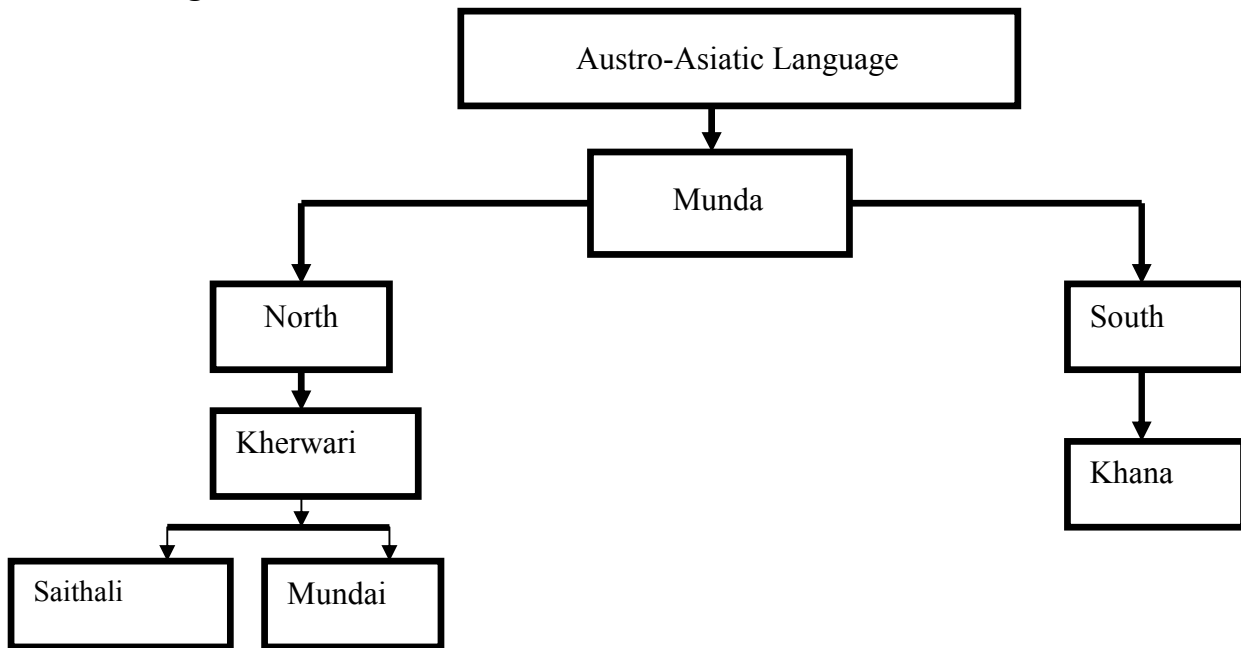 Austro-Asiatic Language
Munda
North
South
Kherwari
Khana
Saithali
Mundai